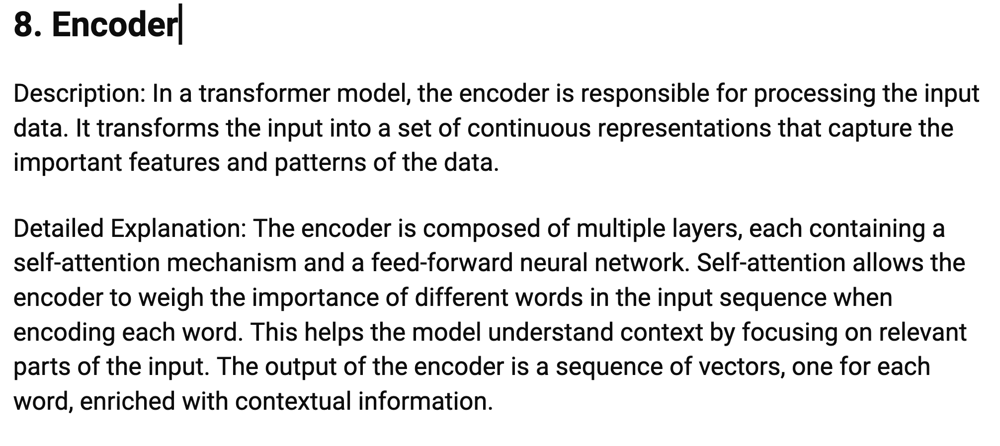 8. Encoder
Description: In a transformer model, the encoder is responsible for processing the input
data. It transforms the input into a set of continuous representations that capture the
important features and patterns of the data.
Detailed Explanation: The encoder is composed of multiple layers, each containing a
self-attention mechanism and a feed-forward neural network. Self-attention allows the
encoder to weigh the importance of different words in the input sequence when
encoding each word. This helps the model understand context by focusing on relevant
parts of the input. The output of the encoder is a sequence of vectors, one for each
word, enriched with contextual information.